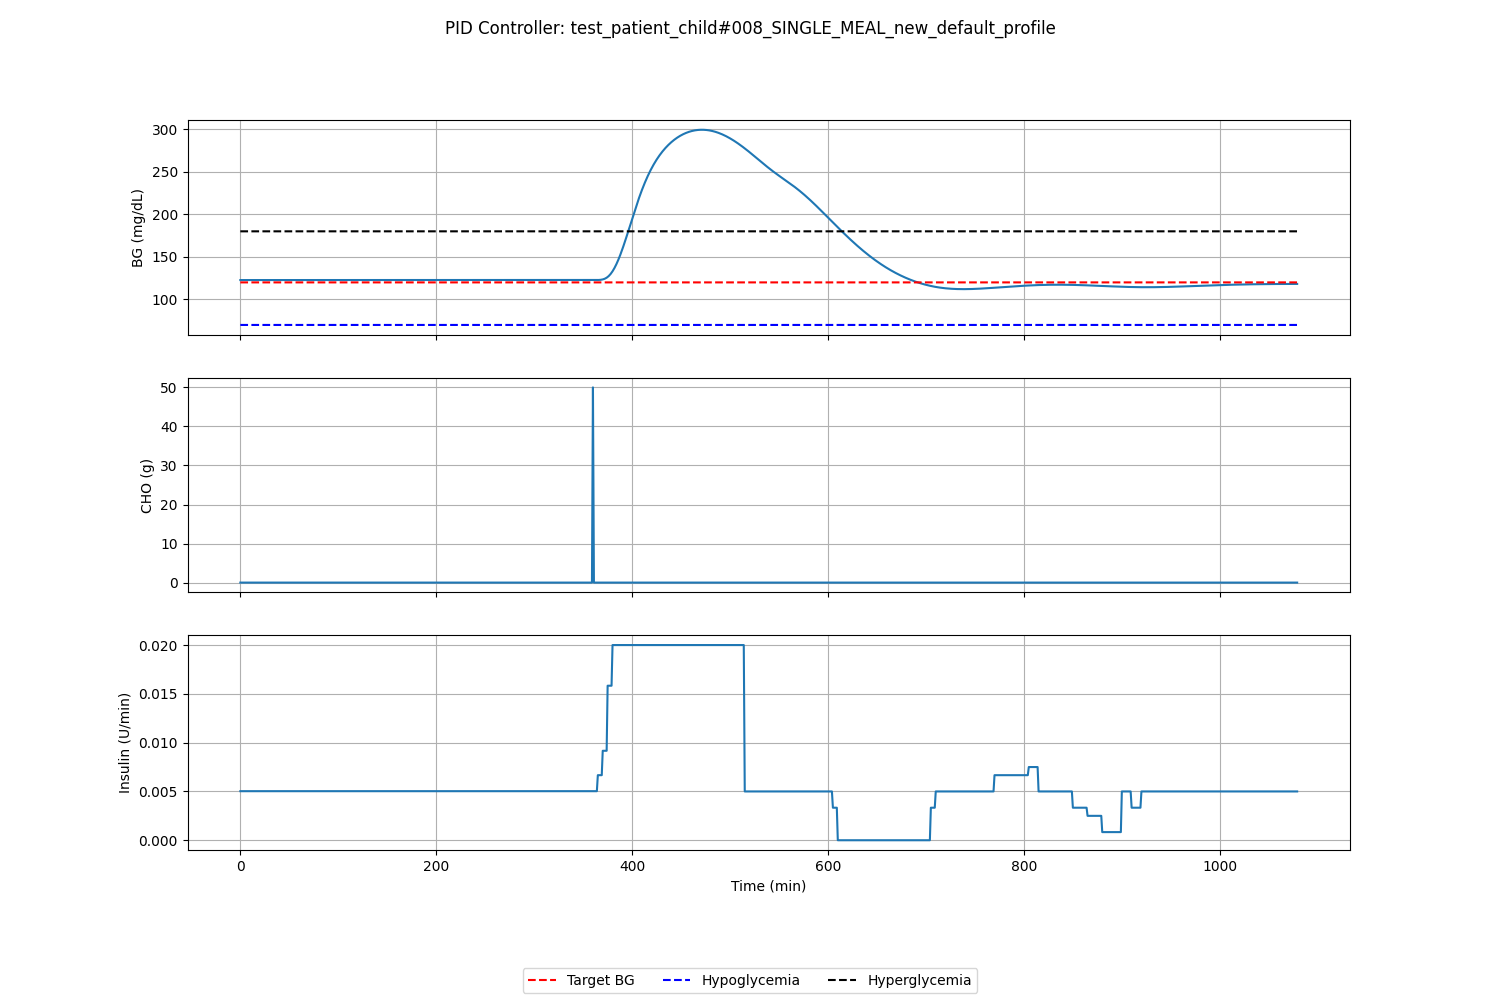 PID Controller: test_patient_child#008_SINGLE_MEAL_new_default_profile
300
250
200
150
100
BG (mg/dL)
50
40
30
20
10
0
CHO (g)
0.020
0.015
0.010
0.005
0.000
Insulin (U/min)
0 200 400 600 800 1000
Time (min)
Target BG Hypoglycemia Hyperglycemia